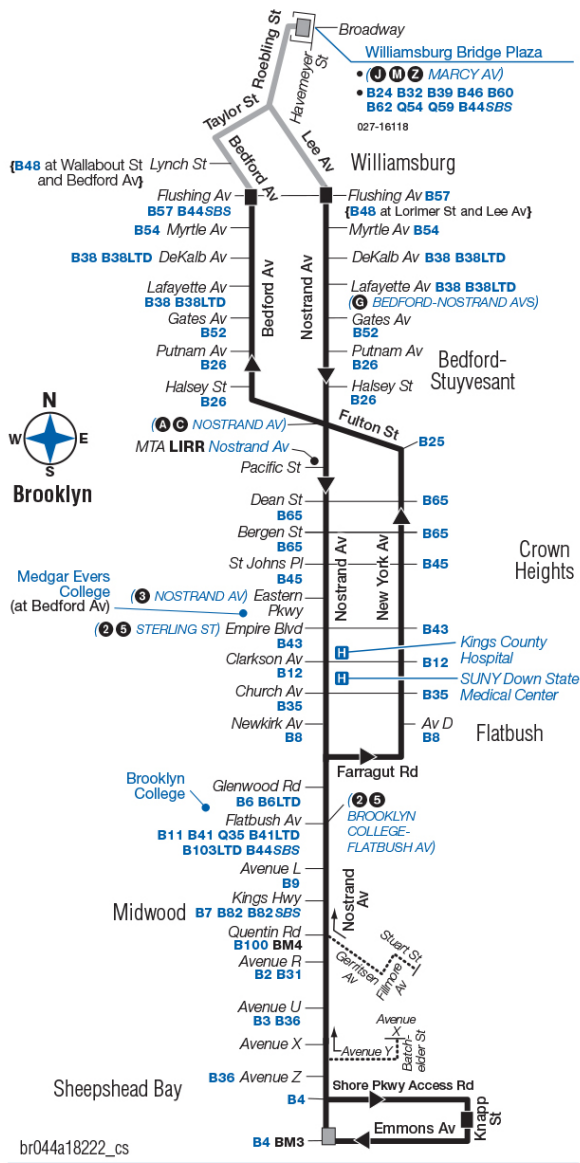 Broadway
Williamsburg Bridge Plaza
• (J M Z MARCY AV)
• B24 B32 B39 B46 B60
B62 Q54 Q59 B44SBS
027-16118
Roebling St
Havemeyer
St
Taylor St
Bedford Av
Lee Av
Williamsburg
{B48 at Wallabout St
and Bedford Av}
Lynch St
Flushing Av
B57 B44SBS
Flushing Av B57
{B48 at Lorimer St and Lee Av}
B54 Myrtle Av
Myrtle Av B54
B38 B38LTD DeKalb Av
DeKalb Av B38 B38LTD
Bedford Av
Nostrand Av
Lafayette Av
B38 B38LTD
Lafayette Av B38 B38LTD
(G BEDFORD-NOSTRAND AVS)
Gates Av
B52
Gates Av
B52
Putnam Av
B26
Putnam Av
B26
Bedford-
Stuyvesant
Halsey St
B26
Halsey St
B26
N
W E
S
Brooklyn
(A C NOSTRAND AV)
Fulton St
B25
MTA LIRR Nostrand Av
Pacific St
Dean St
B65
B65
Bergen St
B65
B65
Nostrand Av
New York Av
Crown
Heights
St Johns Pl
B45
B45
Medgar Evers
College
(at Bedford Av)
(3 NOSTRAND AV) Eastern
Pkwy
(2 5 STERLING ST) Empire Blvd
B43
B43
H
Kings County
Hospital
Clarkson Av
B12
B12
H
SUNY Down State
Medical Center
Church Av
B35
B35
Newkirk Av
B8
Av D
B8
Flatbush
Farragut Rd
Brooklyn
College
Glenwood Rd
B6 B6LTD
Flatbush Av
B11 B41 Q35 B41LTD
B103LTD B44SBS
(2 5
BROOKLYN
COLLEGE-
FLATBUSH AV)
Avenue L
B9
Midwood
Kings Hwy
B7 B82 B82SBS
Nostrand
Av
Quentin Rd
B100 BM4
Gerritsen
Av
Stuart St
Fillmore
Av
Avenue R
B2 B31
Avenue U
B3 B36
Avenue X
Avenue
X
Avenue Y
Batch-
elder St
Sheepshead Bay
B36 Avenue Z
Shore Pkwy Access Rd
B4
Knapp
St
Emmons Av
B4 BM3
br044a18222_cs